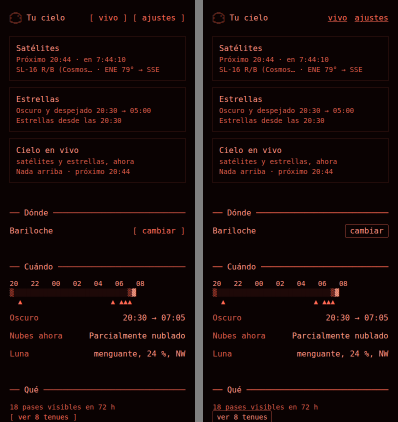 Tu cielo [ vivo ] [ ajustes ]
Satélites
Próximo 20:44 · en 7:44:10
SL-16 R/B (Cosmos… · ENE 79° → SSE
Estrellas
Oscuro y despejado 20:30 → 05:00
Estrellas desde las 20:30
Cielo en vivo
satélites y estrellas, ahora
Nada arriba · próximo 20:44
Dónde
Bariloche [ cambiar ]
Cuándo
20 22 00 02 04 06 08
Oscuro 20:30 → 07:05
Nubes ahora Parcialmente nublado
Luna menguante, 24 %, NW
Qué
18 pases visibles en 72 h
[ ver 8 tenues ]
Tu cielo vivo ajustes
Satélites
Próximo 20:44 · en 7:44:10
SL-16 R/B (Cosmos… · ENE 79° → SSE
Estrellas
Oscuro y despejado 20:30 → 05:00
Estrellas desde las 20:30
Cielo en vivo
satélites y estrellas, ahora
Nada arriba · próximo 20:44
Dónde
Bariloche cambiar
Cuándo
20 22 00 02 04 06 08
Oscuro 20:30 → 07:05
Nubes ahora Parcialmente nublado
Luna menguante, 24 %, NW
Qué
18 pases visibles en 72 h
ver 8 tenues